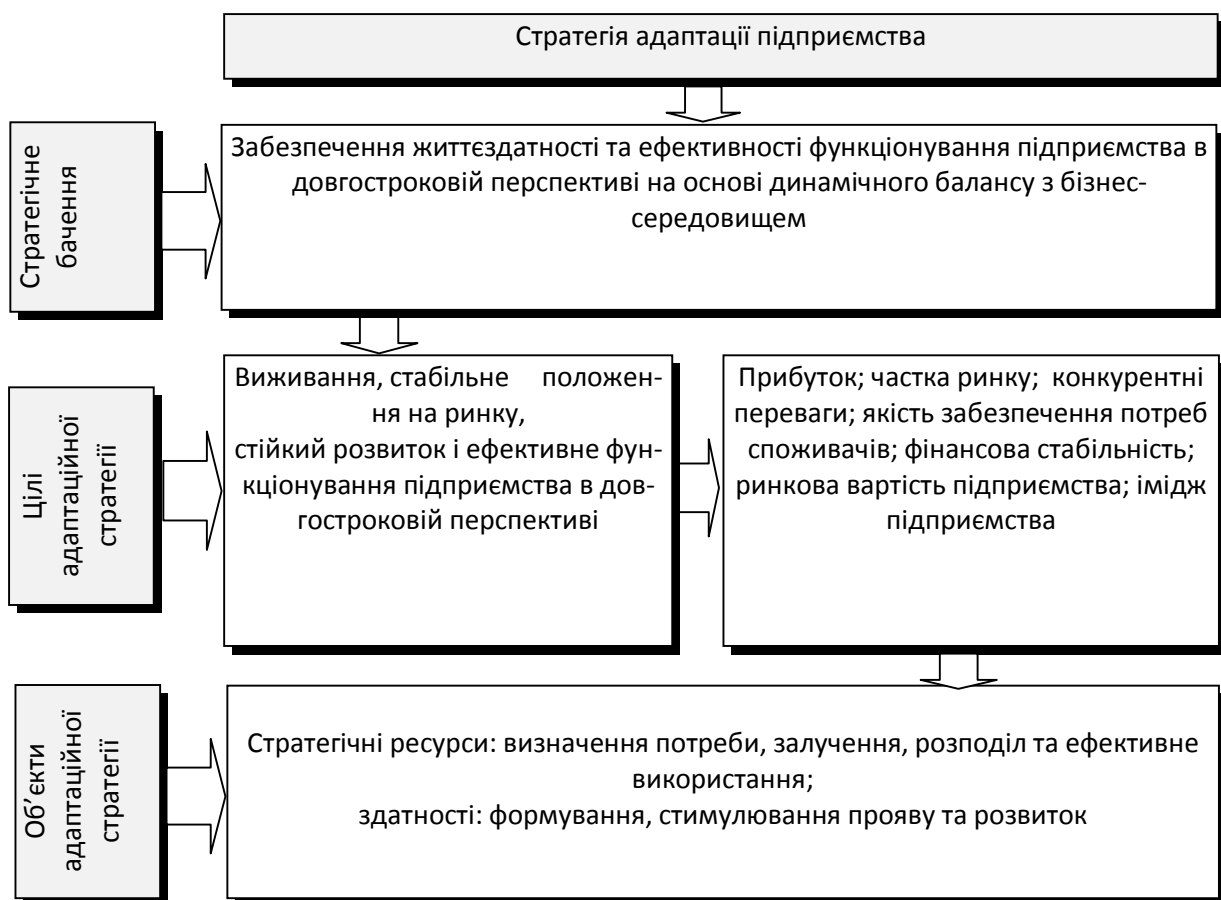 Стратегія адаптації підприємства
Стратегічне
бачення
Забезпечення життєздатності та ефективності функціонування підприємства в
довгостроковій перспективі на основі динамічного балансу з бізнес-
середовищем
Цілі
адаптаційної
стратегії
Виживання, стабільне положен-
ня на ринку,
стійкий розвиток і ефективне фун-
кціонування підприємства в дов-
гостроковій перспективі
Прибуток; частка ринку; конкурентні
переваги; якість забезпечення потреб
споживачів; фінансова стабільність;
ринкова вартість підприємства; імідж
підприємства
Об’єкти
адаптаційної
стратегії
Стратегічні ресурси: визначення потреби, залучення, розподіл та ефективне
використання;
здатності: формування, стимулювання прояву та розвиток